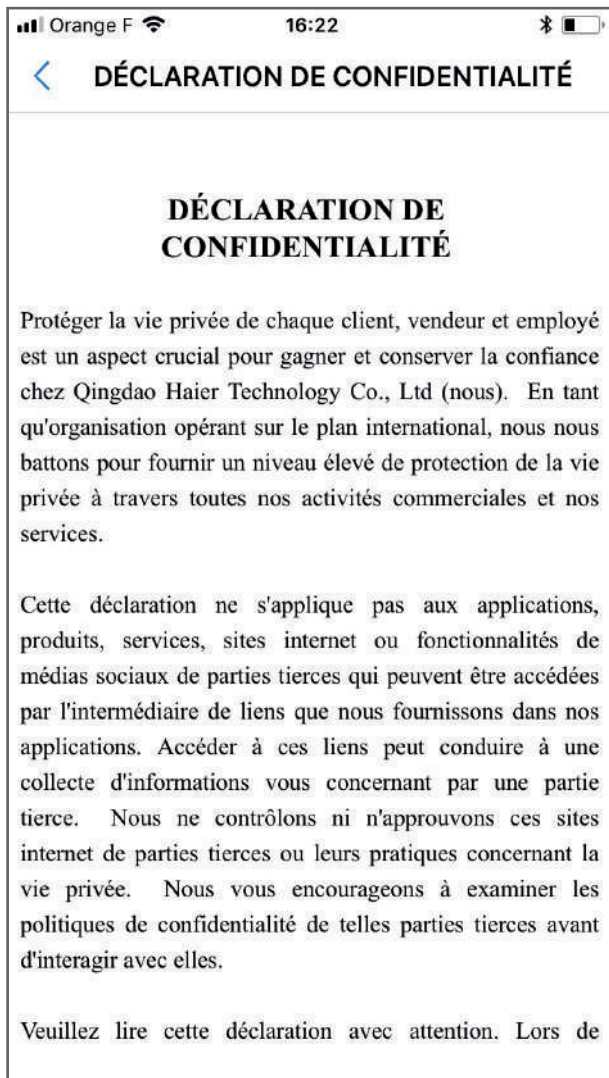 Orange F 16:22
DÉCLARATION DE CONFIDENTIALITÉ
DÉCLARATION DE
CONFIDENTIALITÉ
Protéger la vie privée de chaque client, vendeur et employé
est un aspect crucial pour gagner et conserver la confiance
chez Qingdao Haier Technology Co., Ltd (nous). En tant
qu'organisation opérant sur le plan international, nous nous
battons pour fournir un niveau élevé de protection de la vie
privée à travers toutes nos activités commerciales et nos
services.
Cette déclaration ne s'applique pas aux applications,
produits, services, sites internet ou fonctionnalités de
médias sociaux de parties tierces qui peuvent être accédées
par l'intermédiaire de liens que nous fournissons dans nos
applications. Accéder à ces liens peut conduire à une
collecte d'informations vous concernant par une partie
tierce. Nous ne contrôlons ni n'approuvons ces sites
internet de parties tierces ou leurs pratiques concernant la
vie privée. Nous vous encourageons à examiner les
politiques de confidentialité de telles parties tierces avant
d'interagir avec elles.
Veuillez lire cette déclaration avec attention. Lors de